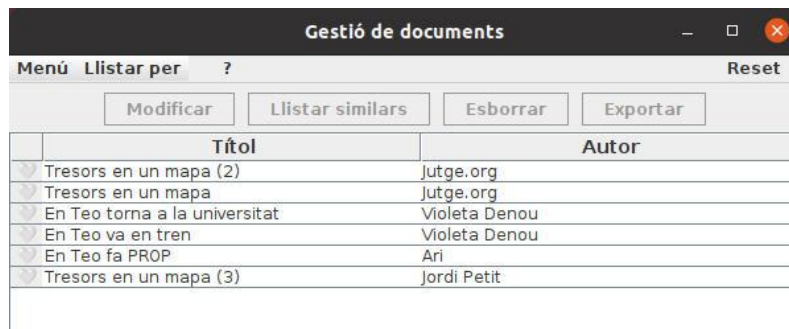 Gestió de documents
Menú Llistar per ? Reset
Modificar Llistar similars Esborrar Exportar
Títol Autor
Tresors en un mapa (2) Jutge.org
Tresors en un mapa Jutge.org
En Teo torna a la universitat Violeta Denou
En Teo va en tren Violeta Denou
En Teo fa PROP Ari
Tresors en un mapa (3) Jordi Petit